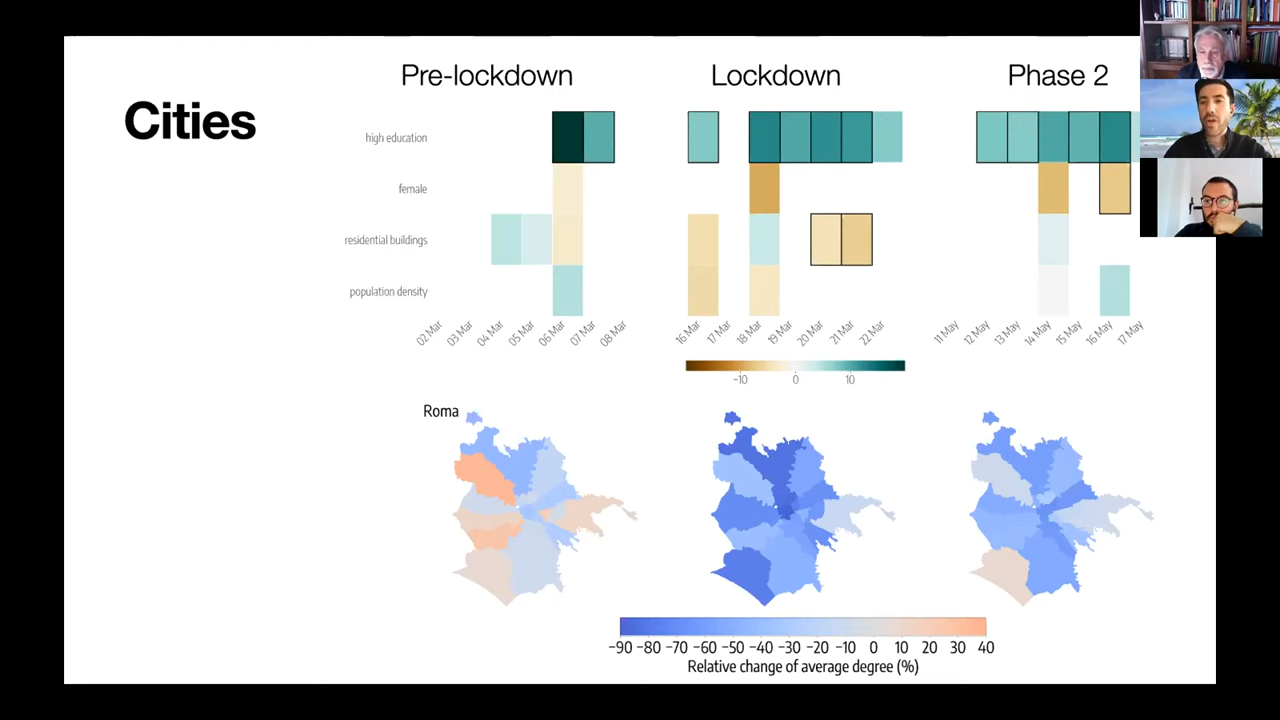 Pre-lockdown
Lockdown
Phase 2
Cities
high education
female
residential buildings
population density
02 Mar
03 Mar
04 Mar
05 Mar
06 Mar
07 Mar
08 Mar
16 Mar
17 Mar
18 Mar
19 Mar
20 Mar
21 Mar
22 Mar
11 May
12 May
13 May
14 May
15 May
16 May
17 May
−10 0 10
Roma
−90 −80 −70 −60 −50 −40 −30 −20 −10 0 10 20 30 40
Relative change of average degree (%)